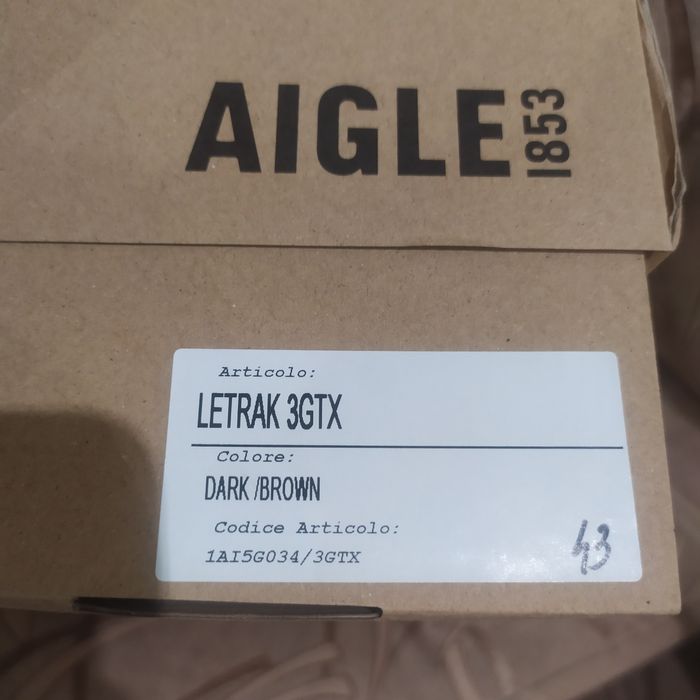 AIGLE 1853
Articolo:
LETRAK 3GTX
Colore:
DARK /BROWN
Codice Articolo:
1AI5G034/3GTX
43